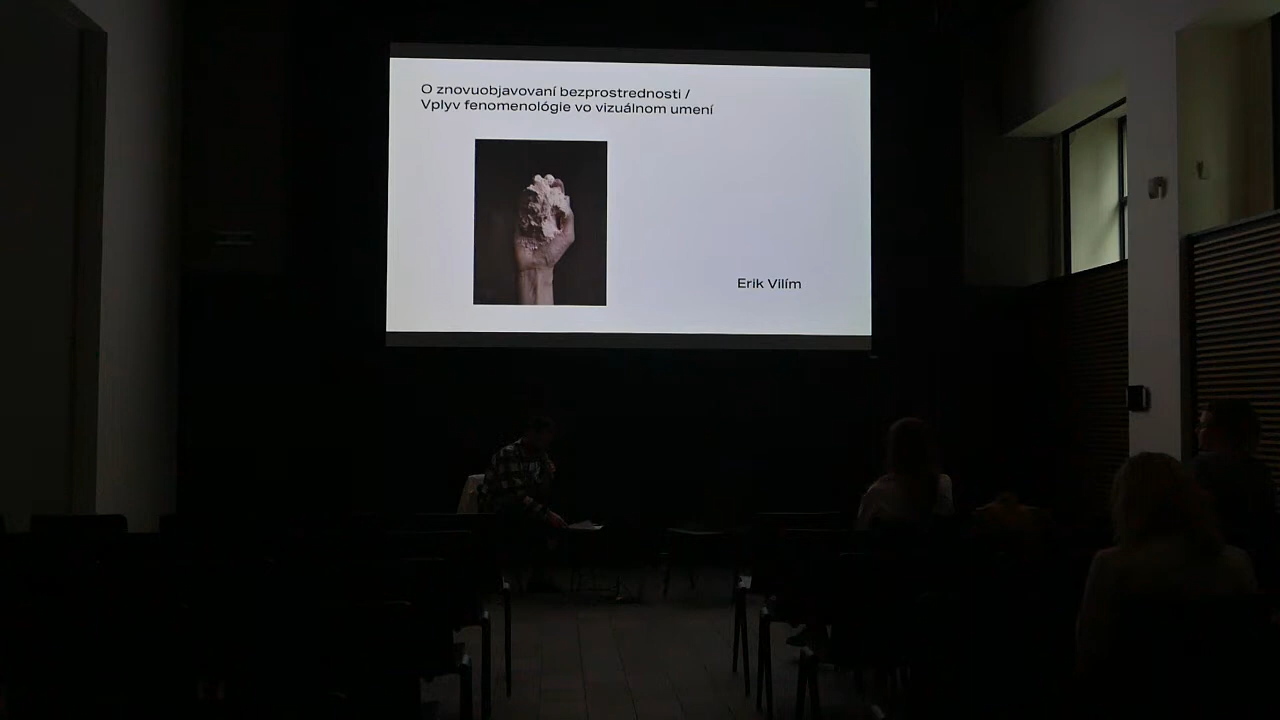 O znovuobjavovaní bezprostrednosti /
Vplyv fenomenológie vo vizuálnom umení
Erik Vilím